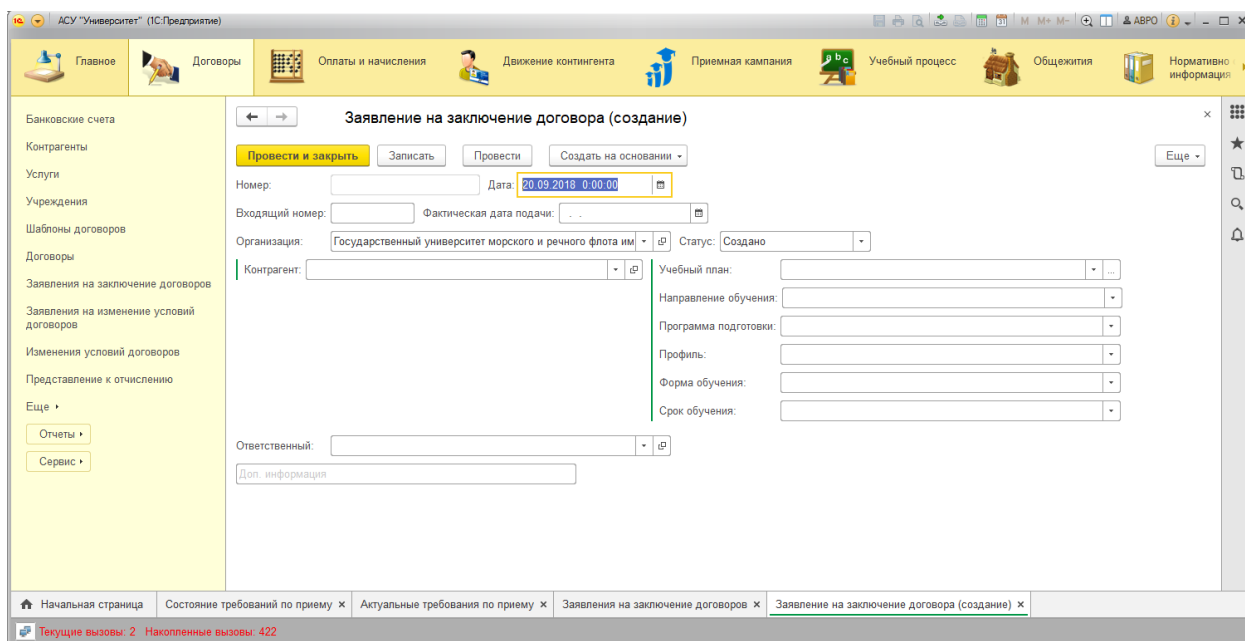 АСУ "Университет" (1С:Предприятие)
M M+ M- АВРО
Главное Договоры Оплаты и начисления Движение контингента Приемная кампания Учебный процесс Общежития Нормативно
информация
Банковские счета
Контрагенты
Услуги
Учреждения
Шаблоны договоров
Договоры
Заявления на заключение договоров
Заявления на изменение условий
договоров
Изменения условий договоров
Представление к отчислению
Еще
Отчеты
Сервис
Заявление на заключение договора (создание)
Провести и закрыть Записать Провести Создать на основании Еще
Номер: Дата: 20.09.2018 0:00:00
Входящий номер: Фактическая дата подачи: . .
Организация: Государственный университет морского и речного флота им Статус: Создано
Контрагент: Учебный план: ...
Направление обучения:
Программа подготовки:
Профиль:
Форма обучения:
Срок обучения:
Ответственный:
Доп. информация
Начальная страница Состояние требований по приему × Актуальные требования по приему × Заявления на заключение договоров × Заявление на заключение договора (создание) ×
Текущие вызовы: 2 Накопленные вызовы: 422